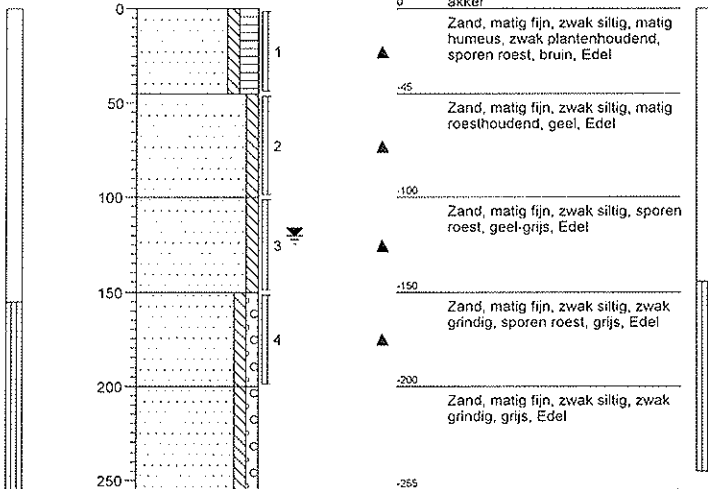 0
0
akker
Zand, matig fijn, zwak siltig, matig
humeus, zwak plantenhoudend,
sporen roest, bruin, Edel
1
-45
50
Zand, matig fijn, zwak siltig, matig
roesthoudend, geel, Edel
2
100
-100
Zand, matig fijn, zwak siltig, sporen
roest, geel-grijs, Edel
3
150
-150
Zand, matig fijn, zwak siltig, zwak
grindig, sporen roest, grijs, Edel
4
200
-200
Zand, matig fijn, zwak siltig, zwak
grindig, grijs, Edel
250
-255